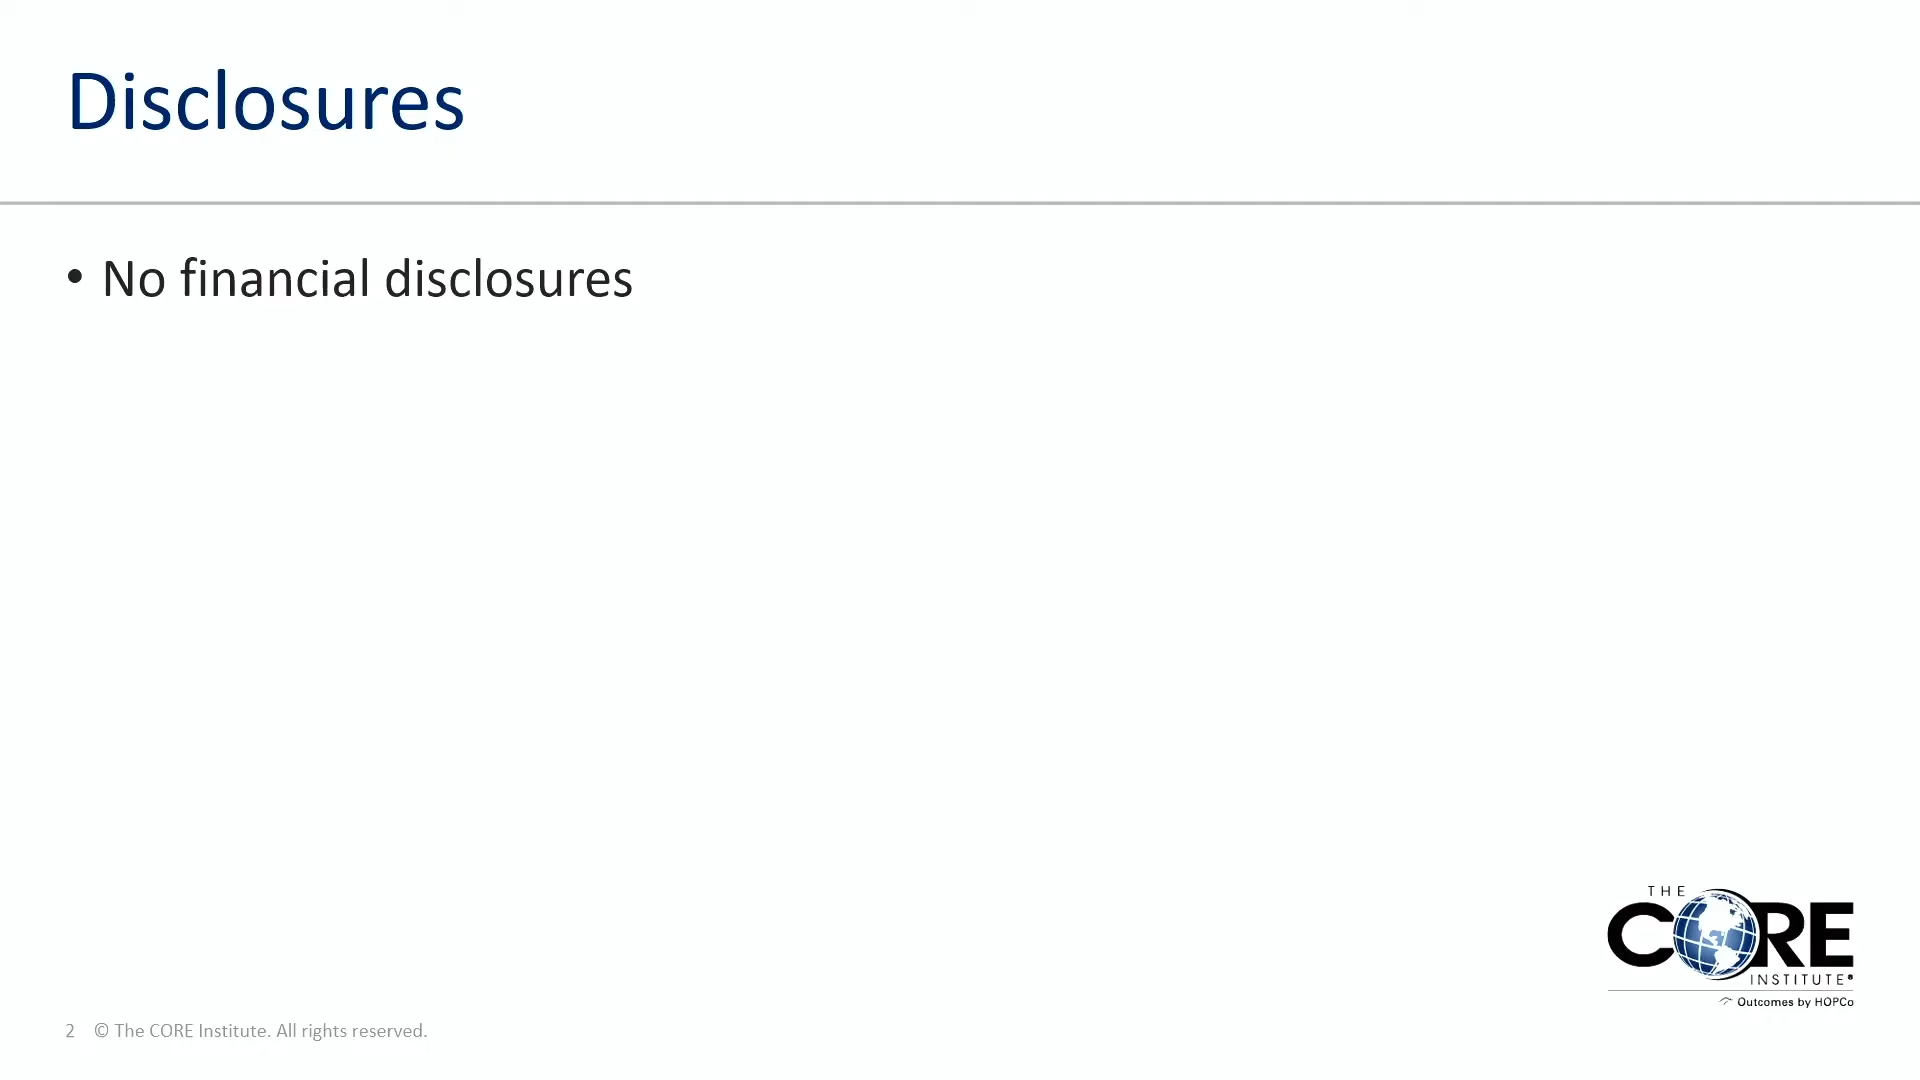 Disclosures
• No financial disclosures
THE
CORE
INSTITUTE®
Outcomes by HOPCo
2 © The CORE Institute. All rights reserved.